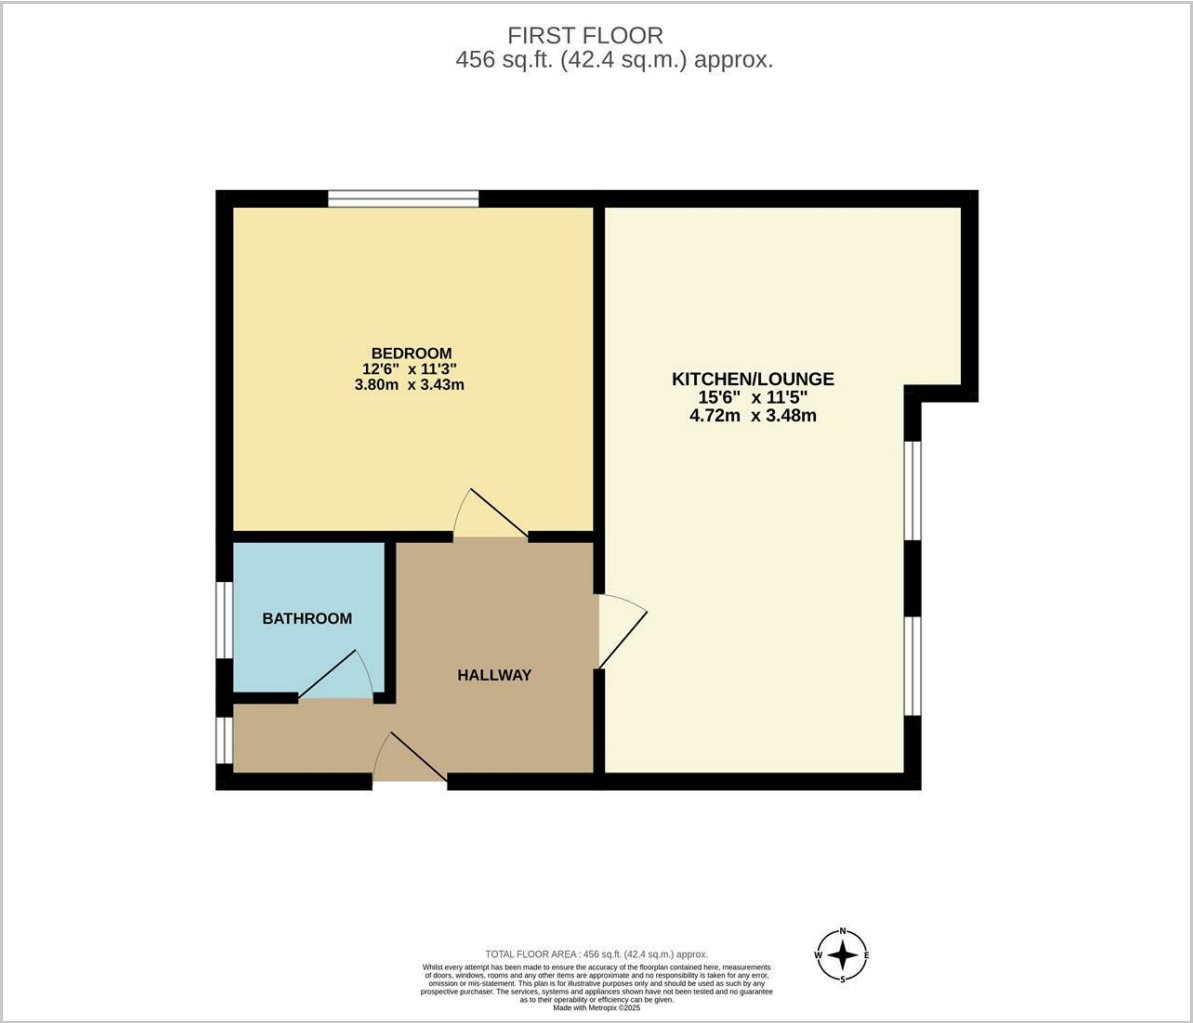 FIRST FLOOR
456 sq.ft. (42.4 sq.m.) approx.
BEDROOM
12'6" x 11'3"
3.80m x 3.43m
KITCHEN/LOUNGE
15'6" x 11'5"
4.72m x 3.48m
BATHROOM
HALLWAY
TOTAL FLOOR AREA : 456 sq.ft. (42.4 sq.m.) approx.
Whilst every attempt has been made to ensure the accuracy of the floorplan contained here, measurements
of doors, windows, rooms and any other items are approximate and no responsibility is taken for any error,
omission or mis-statement. This plan is for illustrative purposes only and should be used as such by any
prospective purchaser. The services, systems and appliances shown have not been tested and no guarantee
as to their operability or efficiency can be given.
Made with Metropix ©2025
N
W E
S